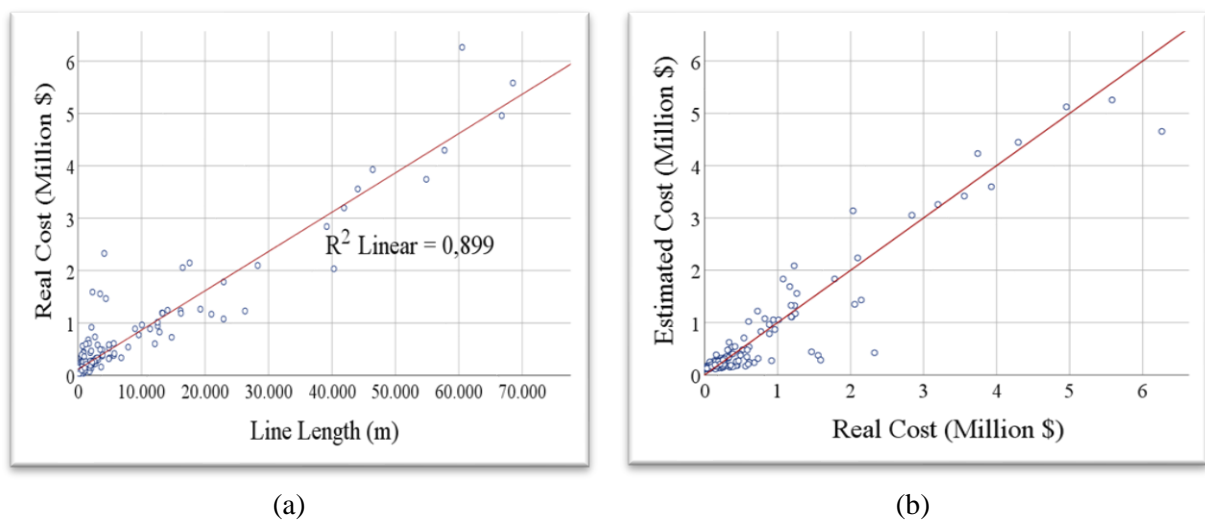 Real Cost (Million $)
6
5
4
3
2
1
0
R² Linear = 0,899
0 10.000 20.000 30.000 40.000 50.000 60.000 70.000
Line Length (m)
(a)
Estimated Cost (Million $)
6
5
4
3
2
1
0
0 1 2 3 4 5 6
Real Cost (Million $)
(b)